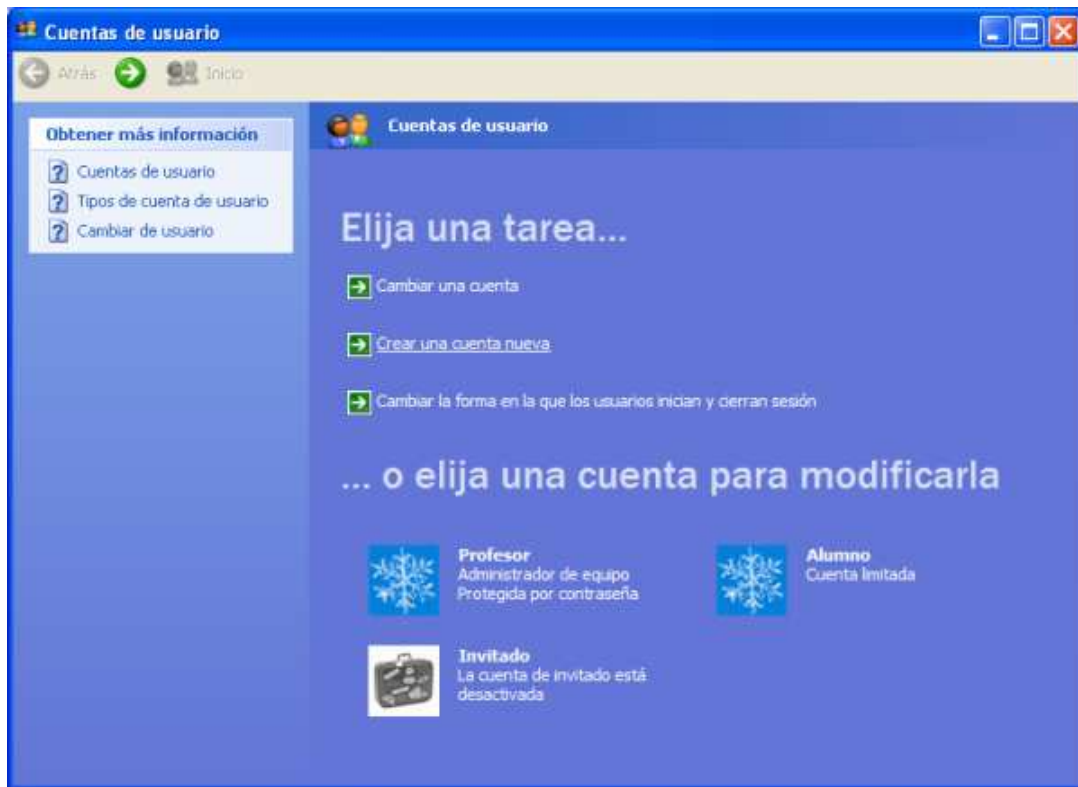 Cuentas de usuario
Atrás
Inicio
Obtener más información
Cuentas de usuario
Tipos de cuenta de usuario
Cambiar de usuario
Cuentas de usuario
Elija una tarea...
Cambiar una cuenta
Crear una cuenta nueva
Cambiar la forma en la que los usuarios inician y cierran sesión
... o elija una cuenta para modificarla
Profesor
Administrador de equipo
Protegida por contraseña
Alumno
Cuenta limitada
Invitado
La cuenta de invitado está
desactivada